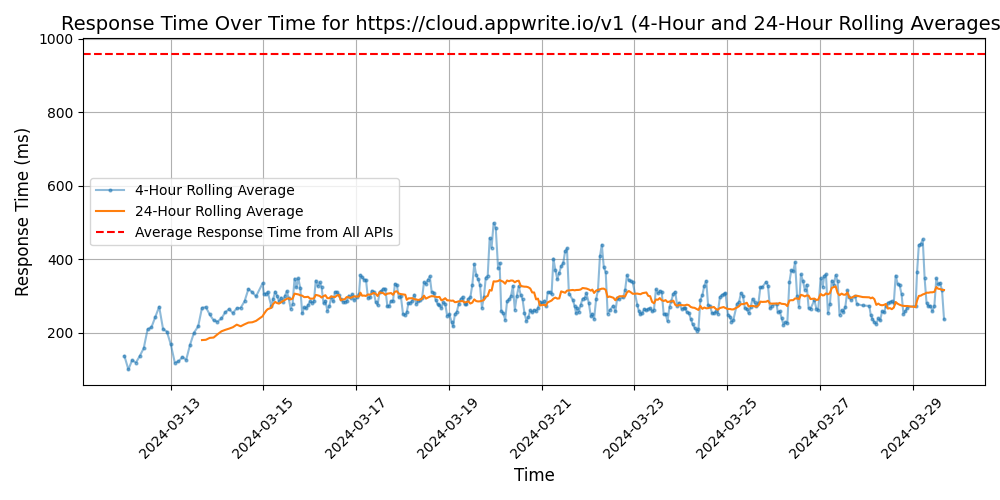 Response Time Over Time for https://cloud.appwrite.io/v1 (4-Hour and 24-Hour Rolling Averages
1000
800
600
400
200
Response Time (ms)
4-Hour Rolling Average
24-Hour Rolling Average
Average Response Time from All APIs
2024-03-13
2024-03-15
2024-03-17
2024-03-19
2024-03-21
2024-03-23
2024-03-25
2024-03-27
2024-03-29
Time